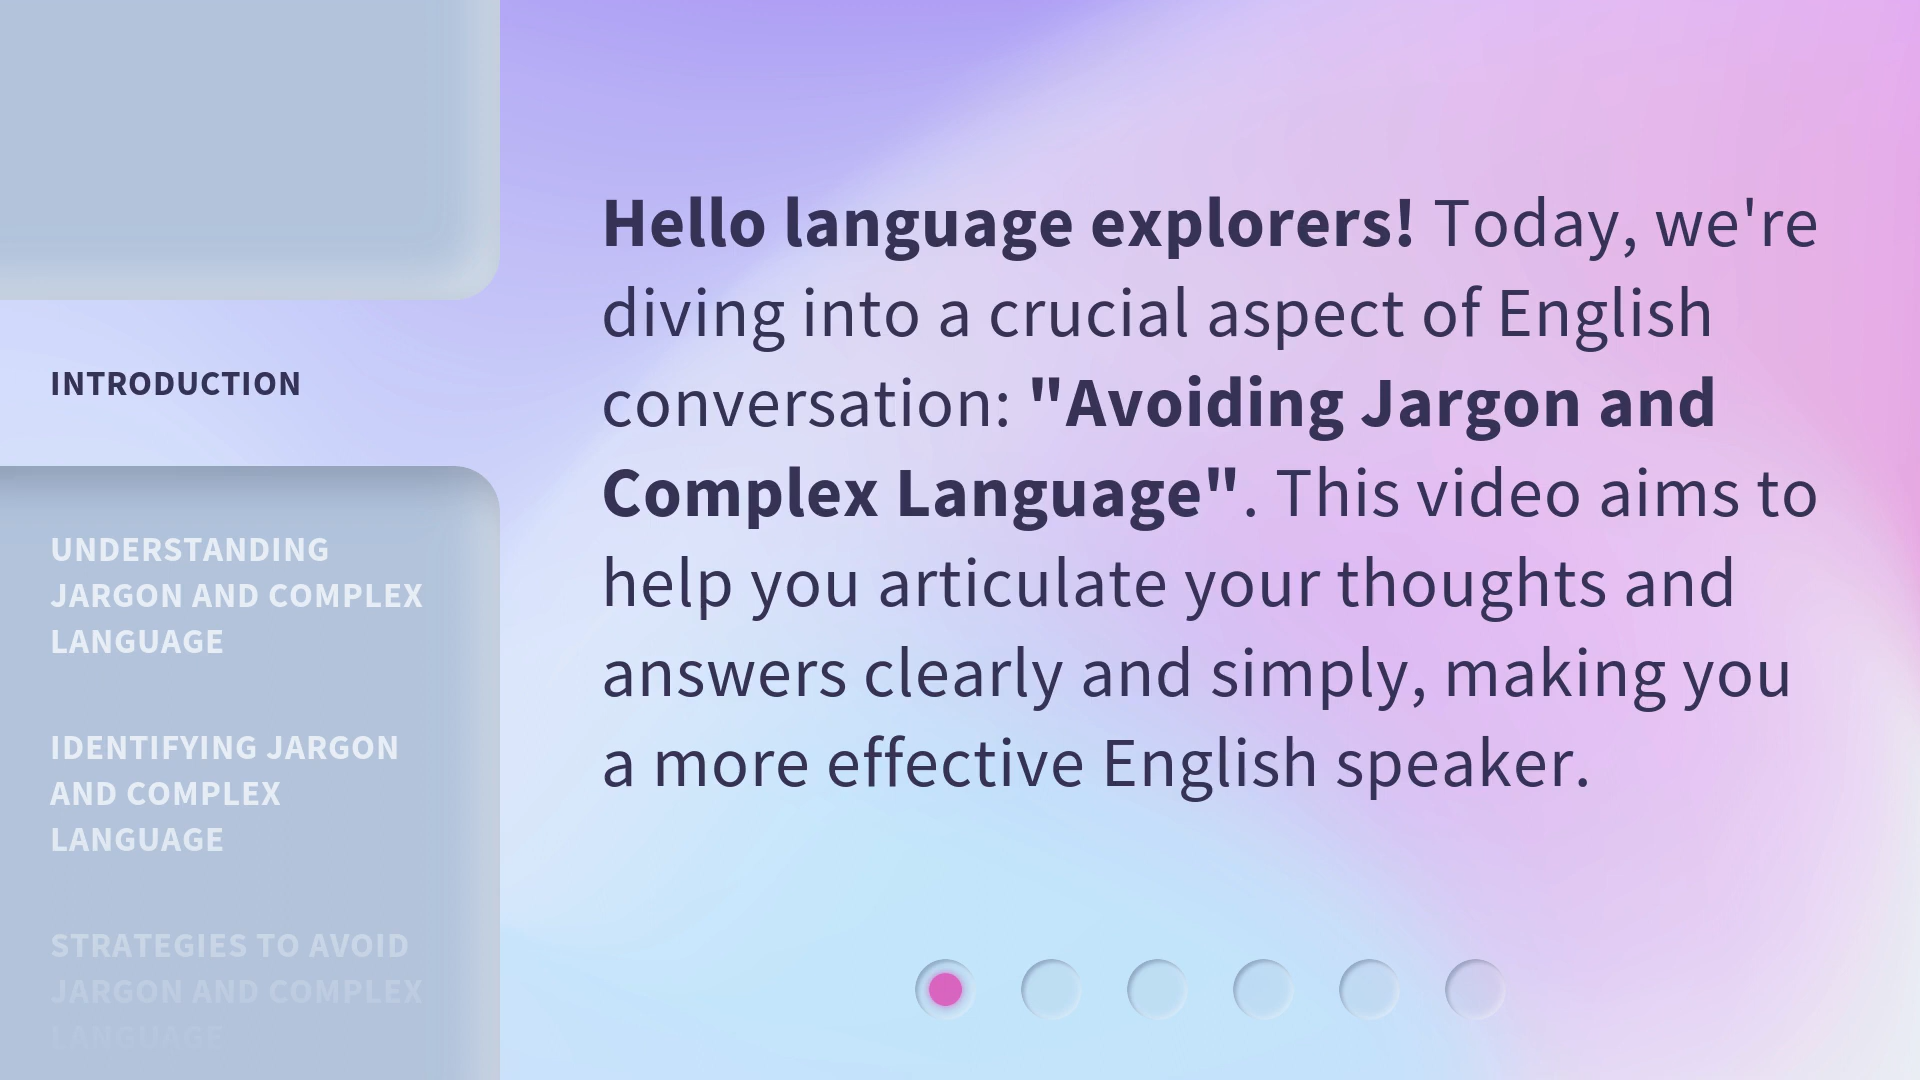 INTRODUCTION
UNDERSTANDING
JARGON AND COMPLEX
LANGUAGE
IDENTIFYING JARGON
AND COMPLEX
LANGUAGE
STRATEGIES TO AVOID
JARGON AND COMPLEX
LANGUAGE
Hello language explorers! Today, we're
diving into a crucial aspect of English
conversation: "Avoiding Jargon and
Complex Language". This video aims to
help you articulate your thoughts and
answers clearly and simply, making you
a more effective English speaker.